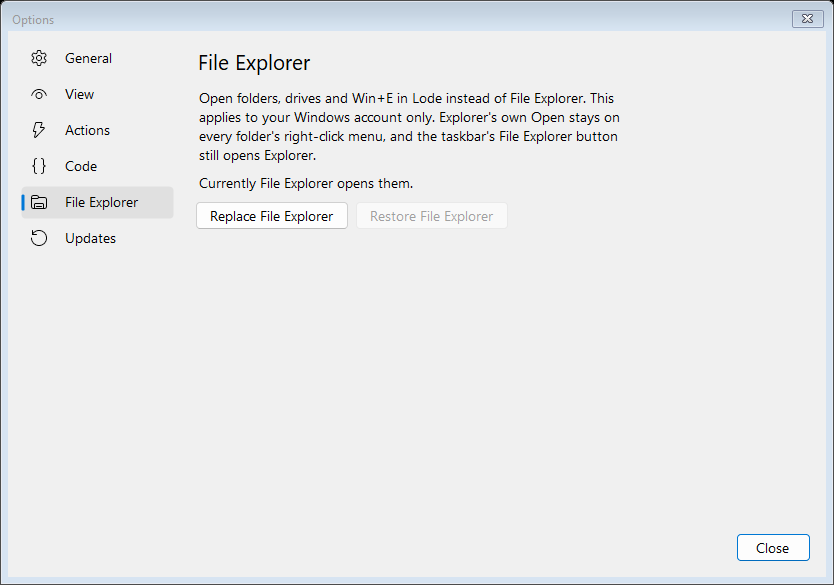 Options
General
View
Actions
Code
File Explorer
Updates
File Explorer
Open folders, drives and Win+E in Lode instead of File Explorer. This
applies to your Windows account only. Explorer's own Open stays on
every folder's right-click menu, and the taskbar's File Explorer button
still opens Explorer.
Currently File Explorer opens them.
Replace File Explorer
Restore File Explorer
Close